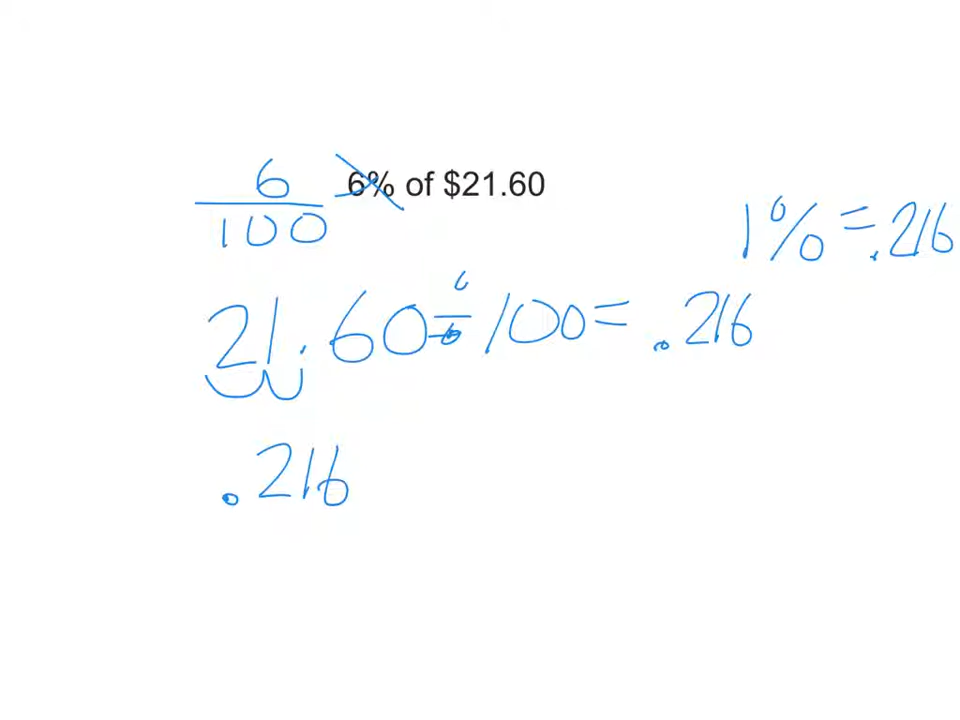 6/100 6% of $21.60
1% = .216
21.60 ÷ 100 = .216
.216